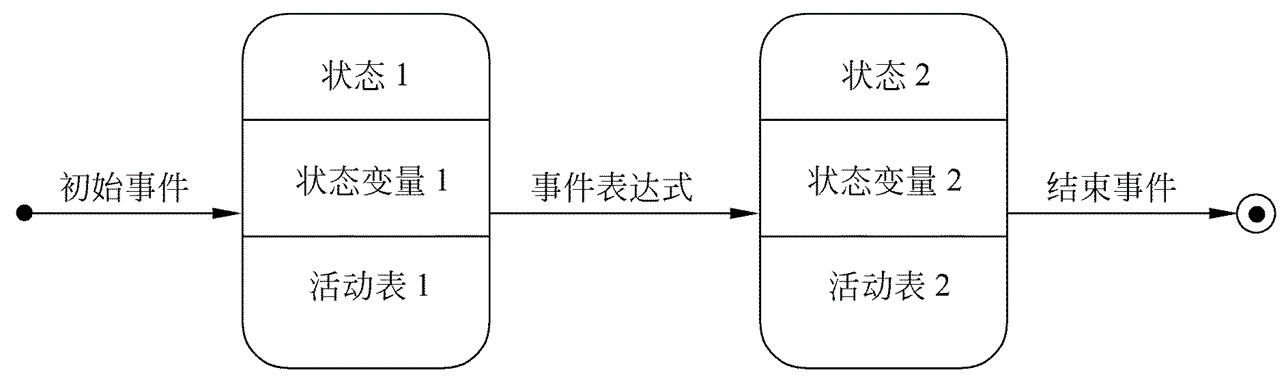 初始事件
状态 1
状态变量 1
活动表 1
事件表达式
状态 2
状态变量 2
活动表 2
结束事件